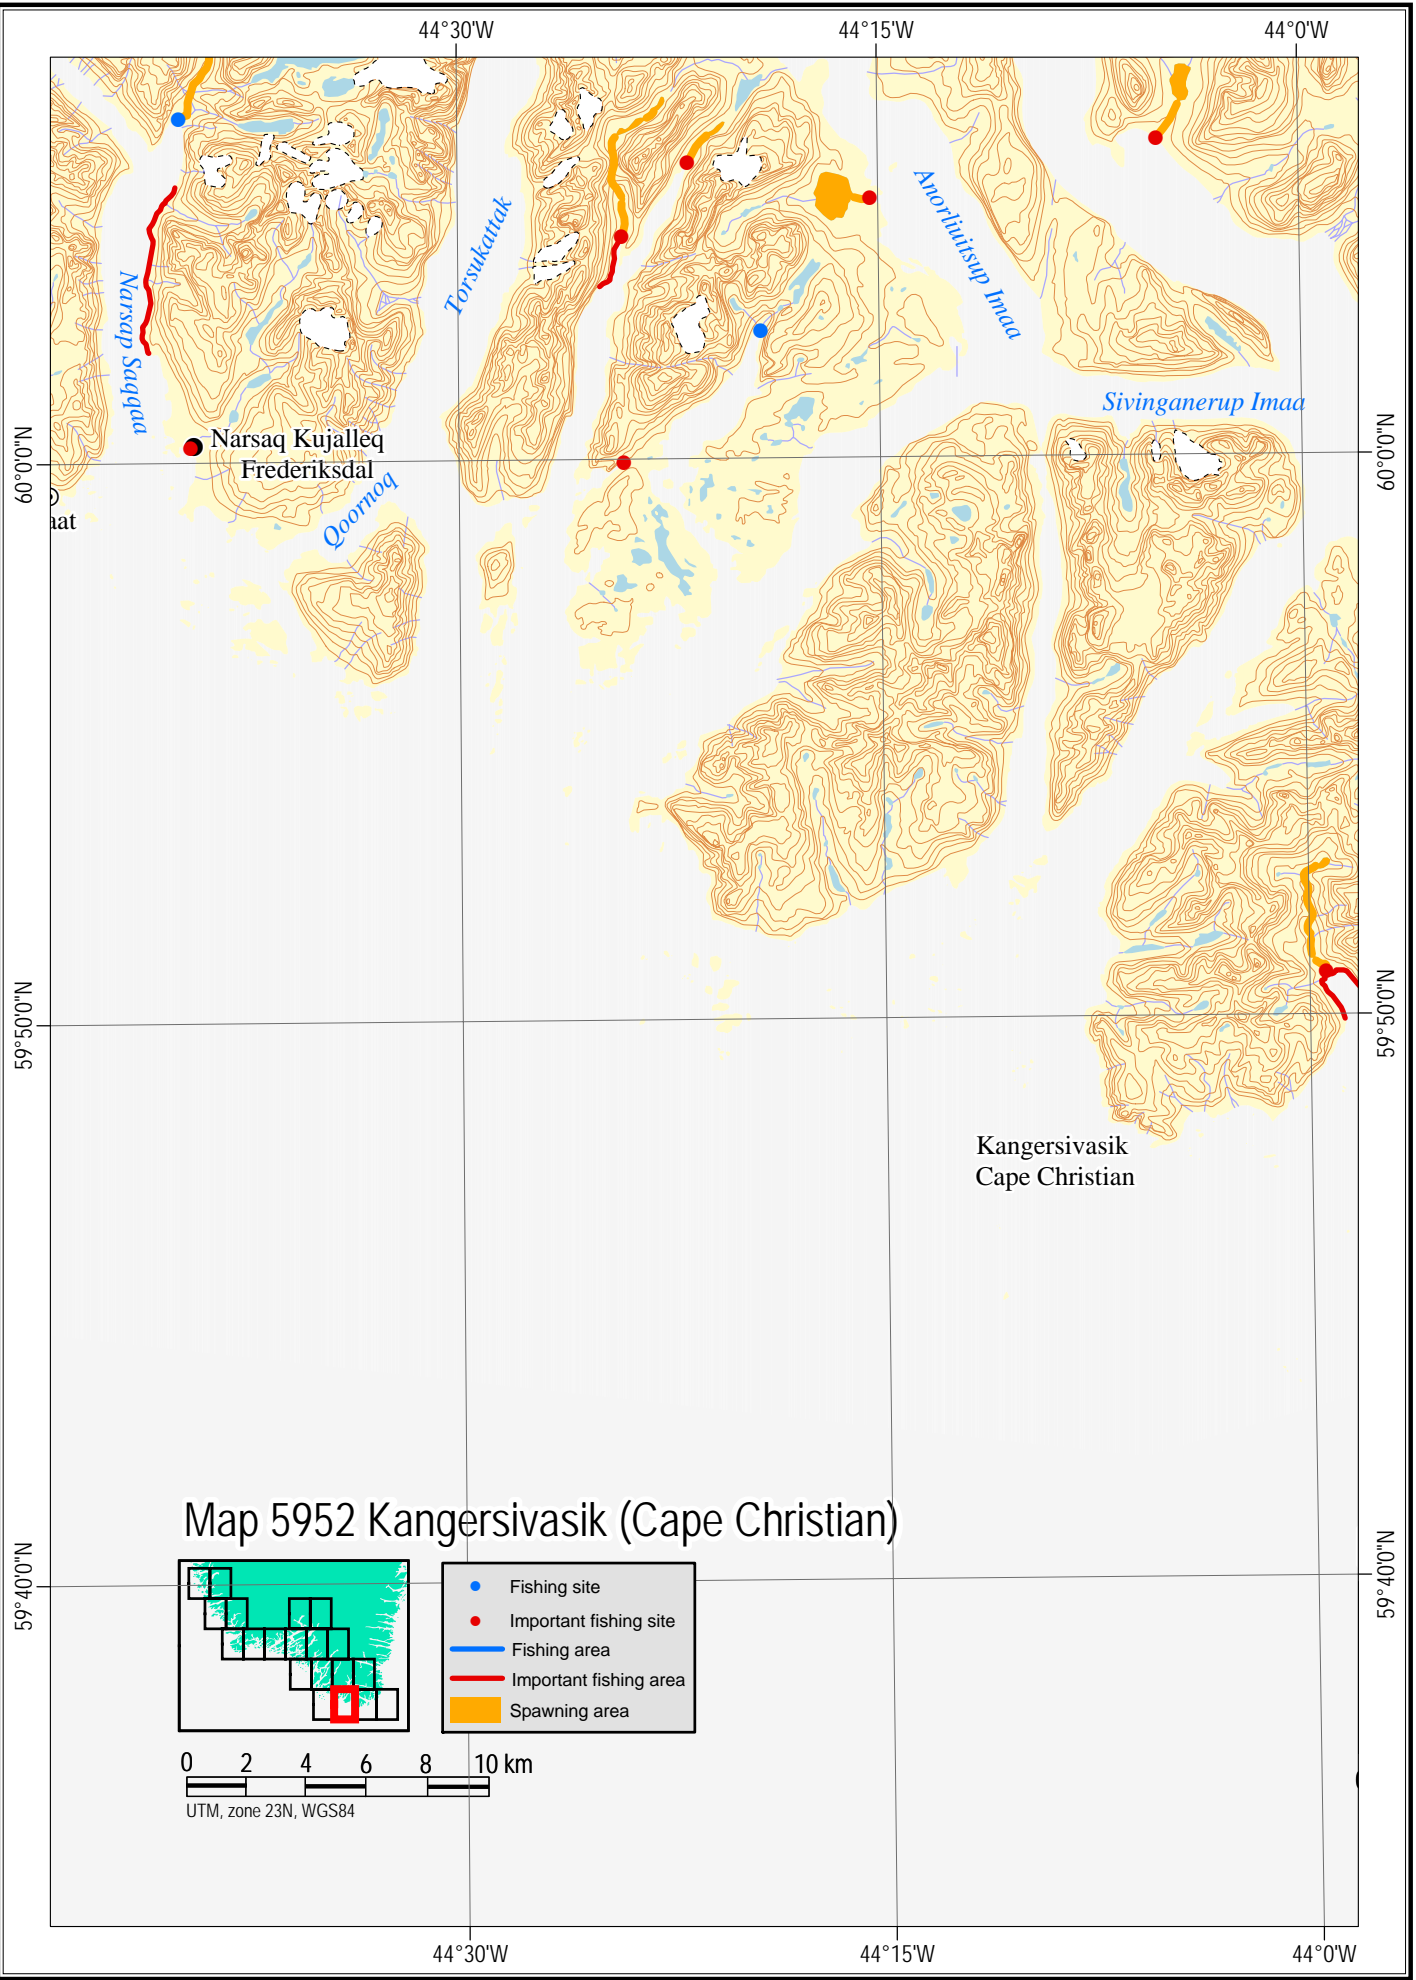 44°30'W
44°15'W
44°0'W
Narsap Saqqaa
Torsukattak
Anorliuitsup Imaa
Sivinganerup Imaa
60°0'0"N
60°0'0"N
Narsaq Kujalleq
Frederiksdal
aat
Qoornoq
59°50'0"N
59°50'0"N
Kangersivasik
Cape Christian
Map 5952 Kangersivasik (Cape Christian)
59°40'0"N
59°40'0"N
Fishing site
Important fishing site
Fishing area
Important fishing area
Spawning area
0 2 4 6 8 10 km
UTM, zone 23N, WGS84
44°30'W
44°15'W
44°0'W